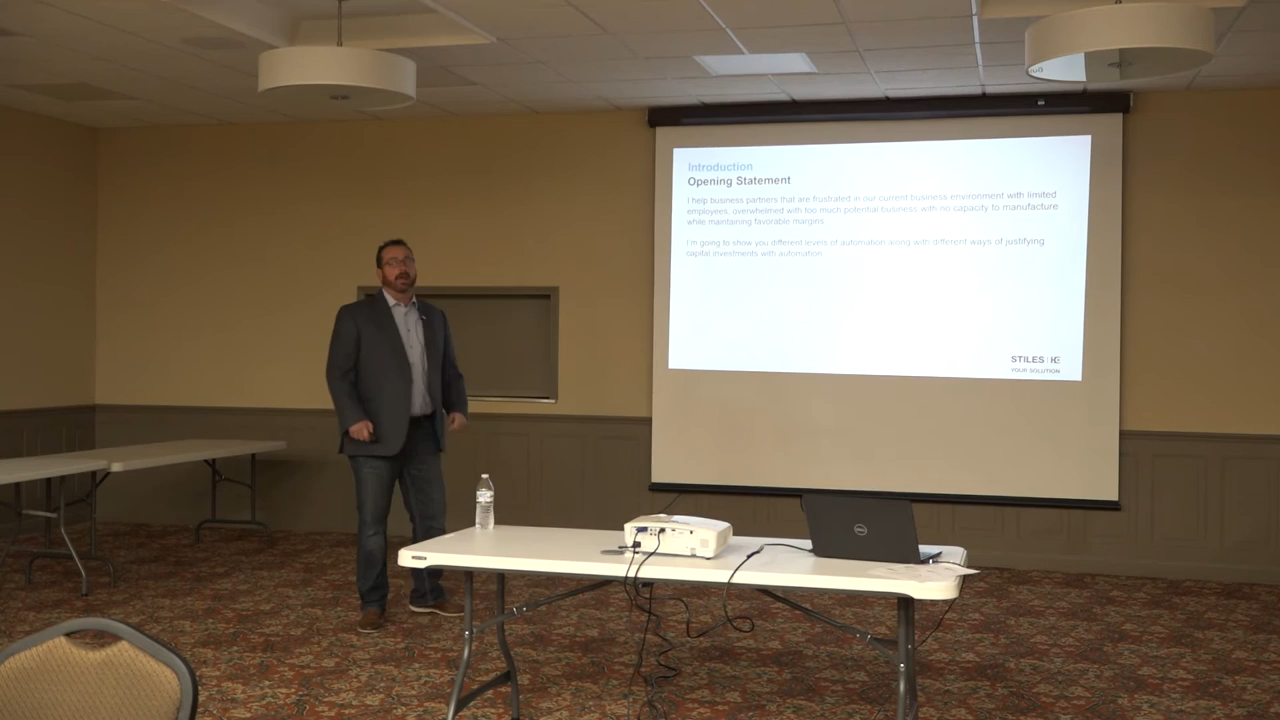 Introduction
Opening Statement
I help business partners that are frustrated in our current business environment with limited
employees, overwhelmed with too much potential business with no capacity to manufacture
while maintaining favorable margins.
I'm going to show you different levels of automation along with different ways of justifying
capital investments with automation
STILES
YOUR SOLUTION
DELL